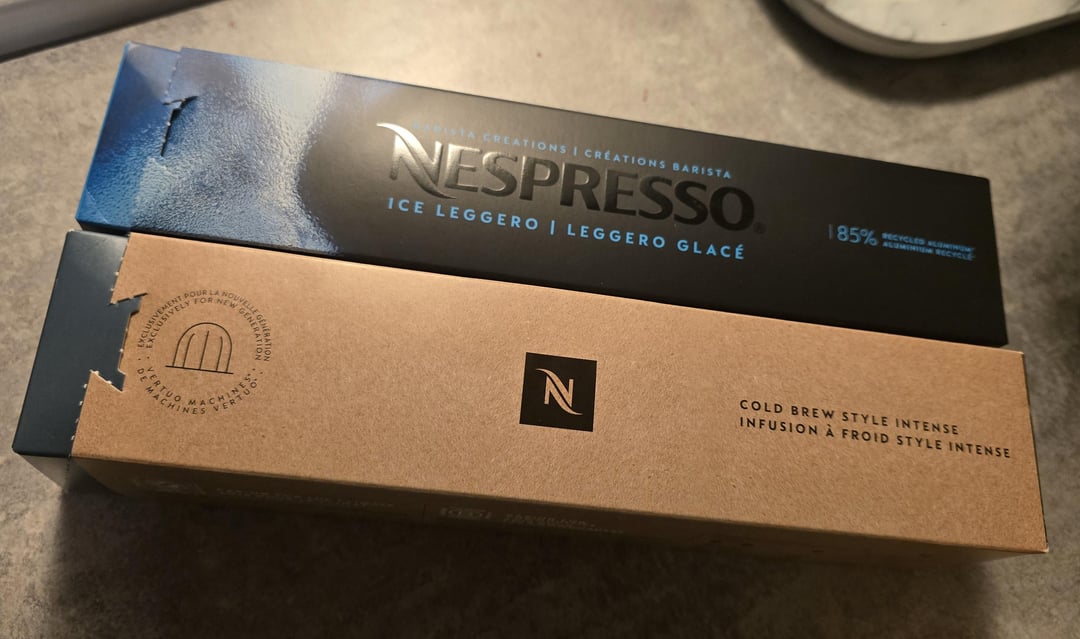 BARISTA CREATIONS | CRÉATIONS BARISTA
NESPRESSO®
ICE LEGGERO | LEGGERO GLACÉ
85% RECYCLED ALUMINUM
ALUMINIUM RECYCLÉ
EXCLUSIVEMENT POUR LA NOUVELLE GÉNÉRATION
EXCLUSIVELY FOR NEW GENERATION
VERTUO MACHINES
DE MACHINES VERTUO
N
COLD BREW STYLE INTENSE
INFUSION À FROID STYLE INTENSE